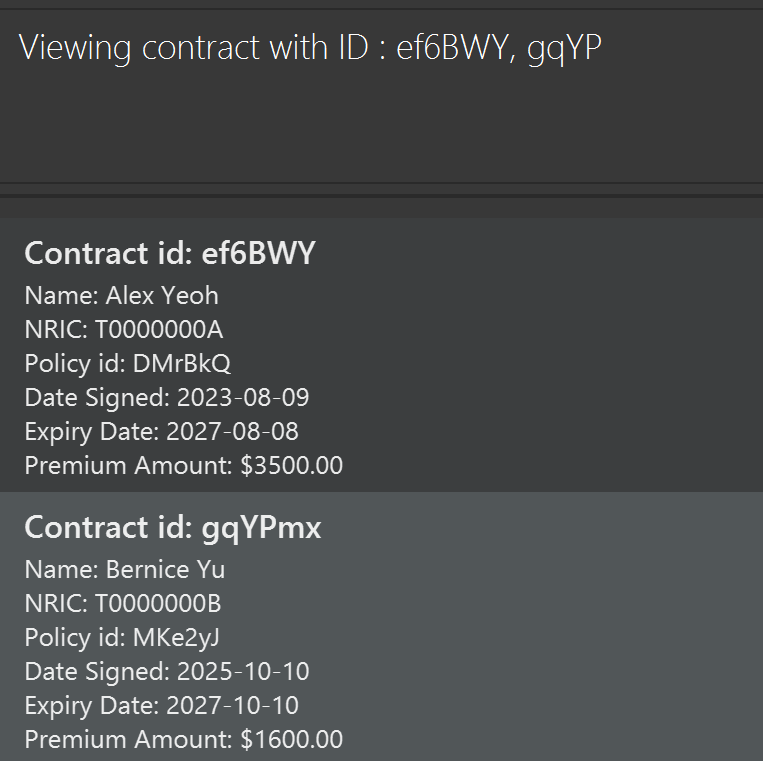 Viewing contract with ID : ef6BWY, gqYP
Contract id: ef6BWY
Name: Alex Yeoh
NRIC: T0000000A
Policy id: DMrBkQ
Date Signed: 2023-08-09
Expiry Date: 2027-08-08
Premium Amount: $3500.00
Contract id: gqYPmx
Name: Bernice Yu
NRIC: T0000000B
Policy id: MKe2yJ
Date Signed: 2025-10-10
Expiry Date: 2027-10-10
Premium Amount: $1600.00